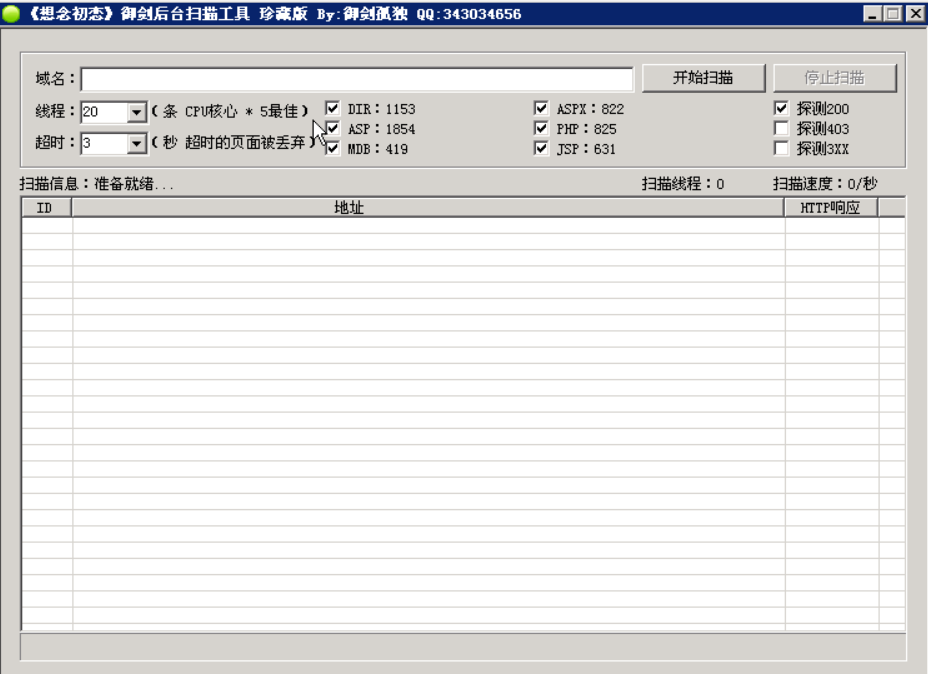 《想念初态》御剑后台扫描工具 珍藏版 By:御剑孤独 QQ:343034656
域名： 开始扫描 停止扫描
线程：20 (条 CPU核心 * 5最佳) DIR：1153 ASPX：822 探测200
ASP：1854 PHP：825 探测403
超时：3 (秒 超时的页面被丢弃) MDB：419 JSP：631 探测3XX
扫描信息：准备就绪... 扫描线程：0 扫描速度：0/秒
ID 地址 HTTP响应